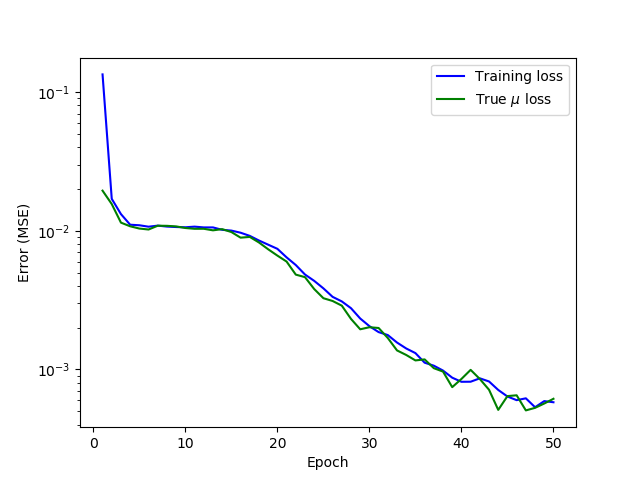 Training loss
True μ loss
10⁻¹
10⁻²
10⁻³
Error (MSE)
0 10 20 30 40 50
Epoch